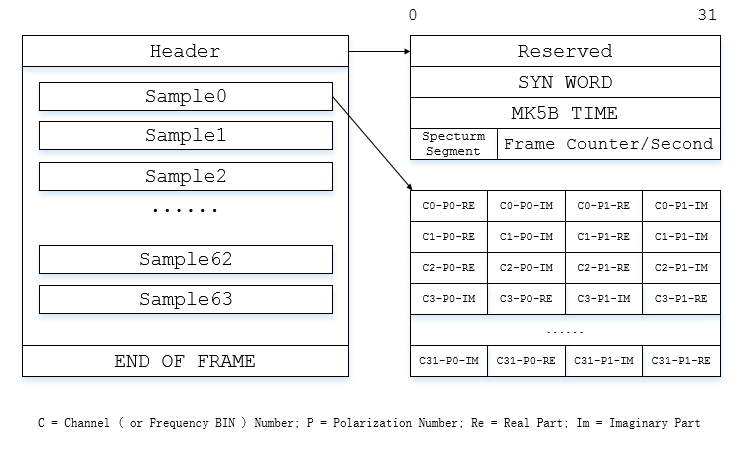 0 31
Header
Reserved
SYN WORD
MK5B TIME
Specturm
Segment
Frame Counter/Second
Sample0
Sample1
Sample2
......
Sample62
Sample63
END OF FRAME
C0-P0-RE C0-P0-IM C0-P1-RE C0-P1-IM
C1-P0-RE C1-P0-IM C1-P1-RE C1-P1-IM
C2-P0-RE C2-P0-IM C2-P1-RE C2-P1-IM
C3-P0-IM C3-P0-RE C3-P1-IM C3-P1-RE
......
C31-P0-IM C31-P0-RE C31-P1-IM C31-P1-RE
C = Channel ( or Frequency BIN ) Number; P = Polarization Number; Re = Real Part; Im = Imaginary Part